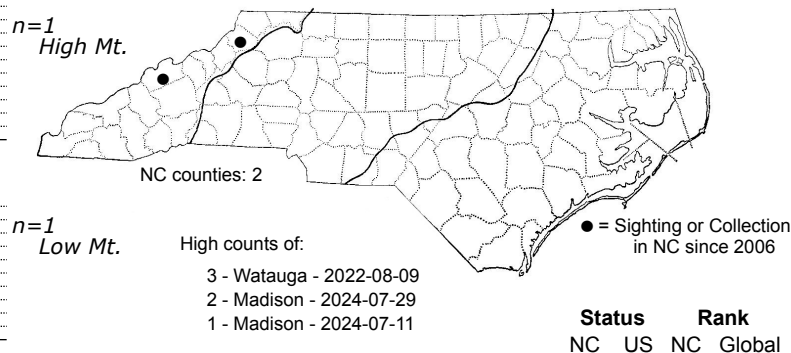 n=1
High Mt.
NC counties: 2
n=1
Low Mt.
High counts of:
3 - Watauga - 2022-08-09
2 - Madison - 2024-07-29
1 - Madison - 2024-07-11
● = Sighting or Collection
in NC since 2006
Status Rank
NC US NC Global